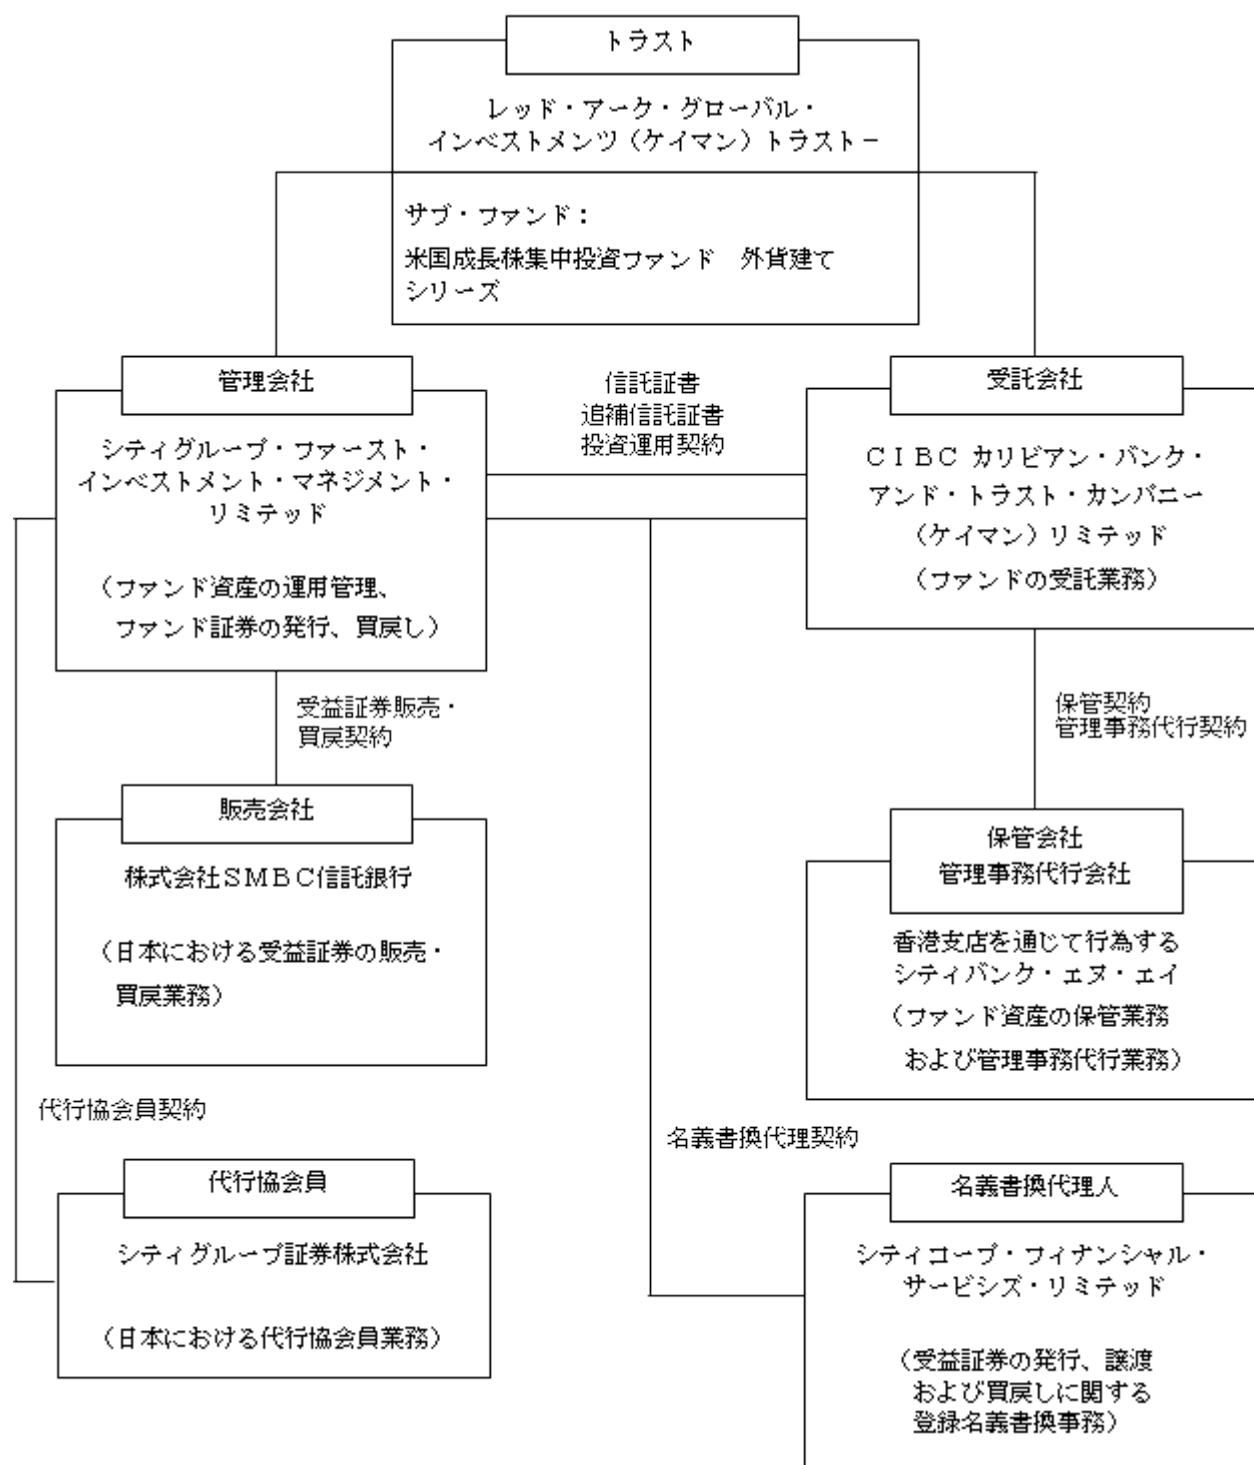 トラスト
レッド・アーク・グローバル・
インベストメンツ（ケイマン）トラスト－
サブ・ファンド：
米国成長株集中投資ファンド　外貨建て
シリーズ
管理会社
シティグループ・ファースト・
インベストメント・マネジメント・
リミテッド
（ファンド資産の運用管理、
ファンド証券の発行、買戻し）
信託証書
追補信託証書
投資運用契約
受託会社
ＣＩＢＣ カリビアン・バンク・
アンド・トラスト・カンパニー
（ケイマン）リミテッド
（ファンドの受託業務）
受益証券販売・
買戻契約
保管契約
管理事務代行契約
販売会社
株式会社ＳＭＢＣ信託銀行
（日本における受益証券の販売・
買戻業務）
保管会社
管理事務代行会社
香港支店を通じて行為する
シティバンク・エヌ・エイ
（ファンド資産の保管業務
および管理事務代行業務）
代行協会員契約
名義書換代理契約
代行協会員
シティグループ証券株式会社
（日本における代行協会員業務）
名義書換代理人
シティコープ・フィナンシャル・
サービシズ・リミテッド
（受益証券の発行、譲渡
および買戻しに関する
登録名義書換事務）